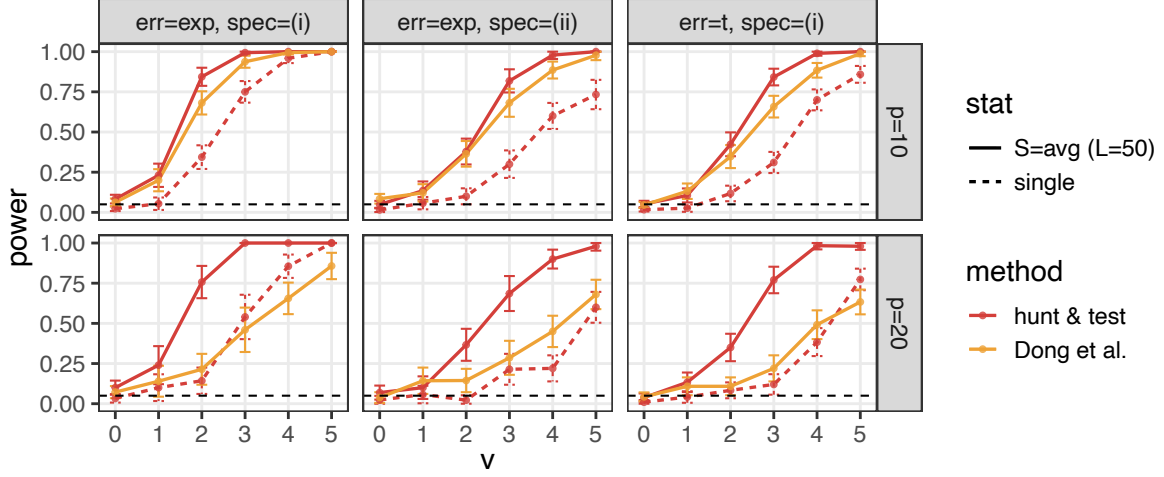 err=exp, spec=(i) err=exp, spec=(ii) err=t, spec=(i)
1.00
0.75
0.50
0.25
0.00
p=10
1.00
0.75
0.50
0.25
0.00
p=20
power
0 1 2 3 4 5 0 1 2 3 4 5 0 1 2 3 4 5
v
stat
S=avg (L=50)
single
method
hunt & test
Dong et al.